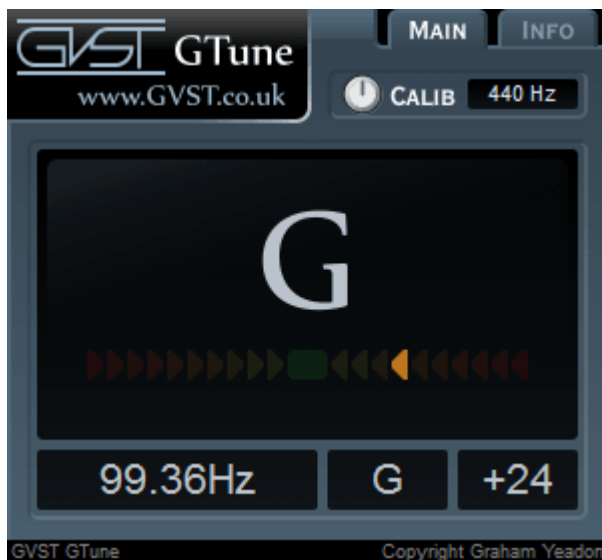 GVST GTune
www.GVST.co.uk
MAIN INFO
CALIB 440 Hz
G
99.36Hz G +24
GVST GTune Copyright Graham Yeadon